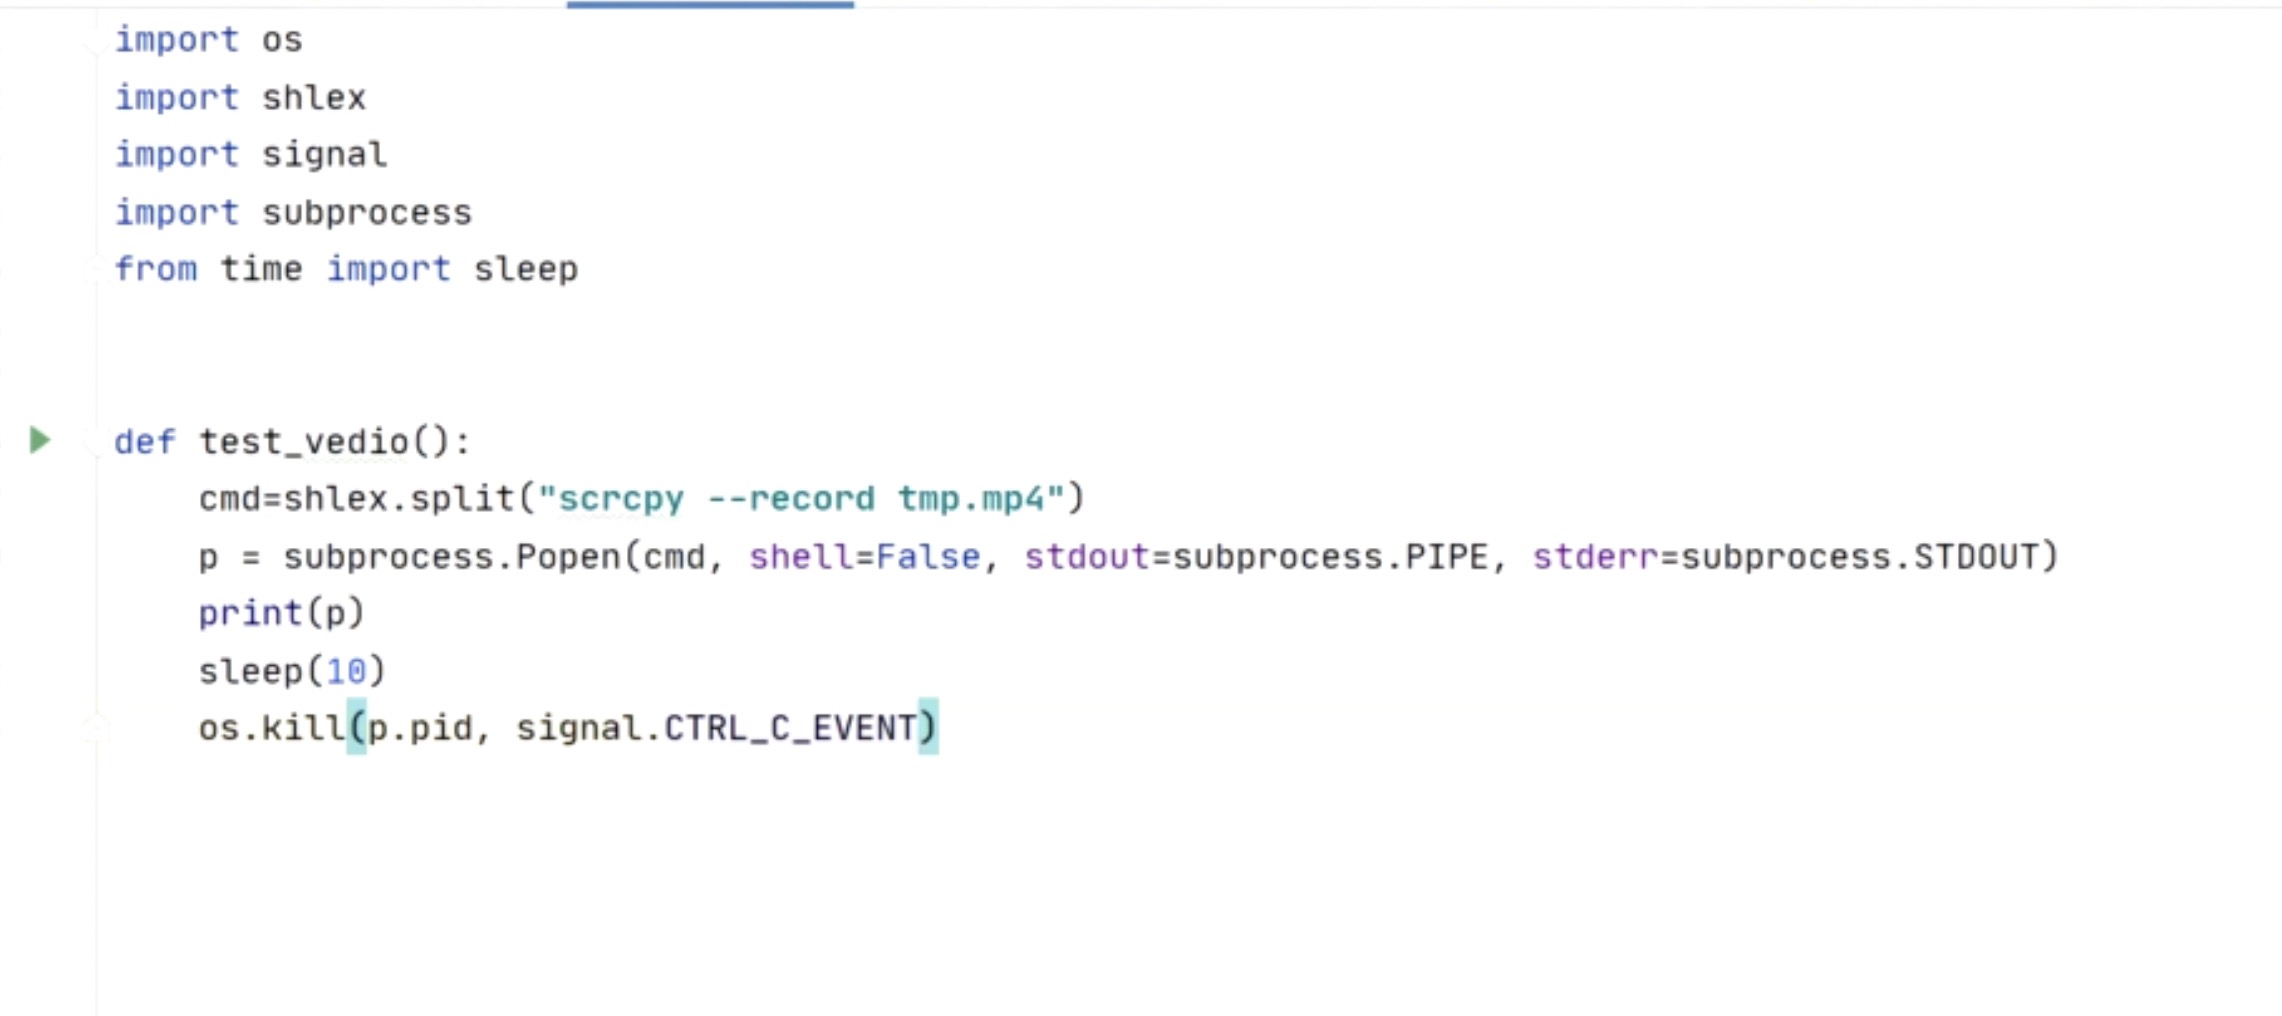 import os
import shlex
import signal
import subprocess
from time import sleep
def test_vedio():
cmd=shlex.split("scrcpy --record tmp.mp4")
p = subprocess.Popen(cmd, shell=False, stdout=subprocess.PIPE, stderr=subprocess.STDOUT)
print(p)
sleep(10)
os.kill(p.pid, signal.CTRL_C_EVENT)